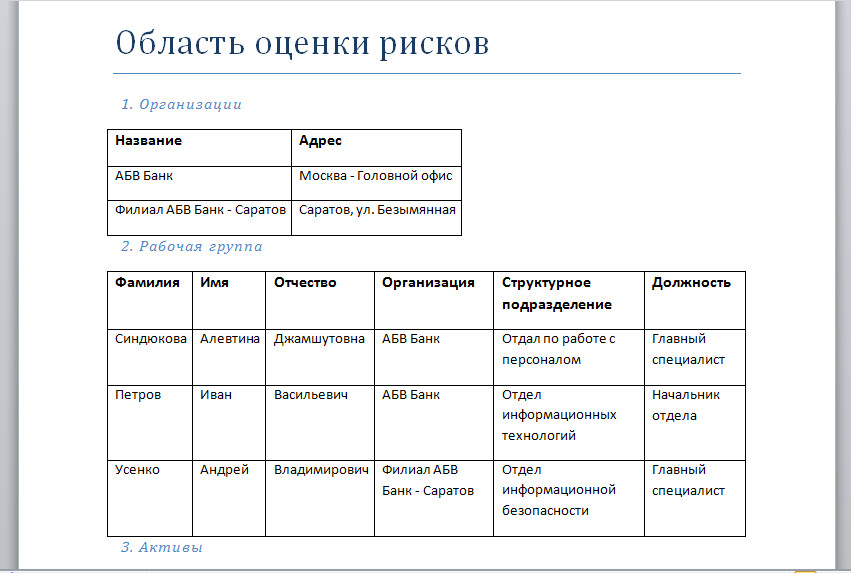 Область оценки рисков
1. Организации
Название Адрес
АБВ Банк Москва - Головной офис
Филиал АБВ Банк - Саратов Саратов, ул. Безымянная
2. Рабочая группа
Фамилия Имя Отчество Организация Структурное Должность
подразделение
Синдюкова Алевтина Джамшутовна АБВ Банк Отдал по работе с Главный
персоналом специалист
Петров Иван Васильевич АБВ Банк Отдел Начальник
информационных отдела
технологий
Усенко Андрей Владимирович Филиал АБВ Отдел Главный
Банк - Саратов информационной специалист
безопасности
3. Активы